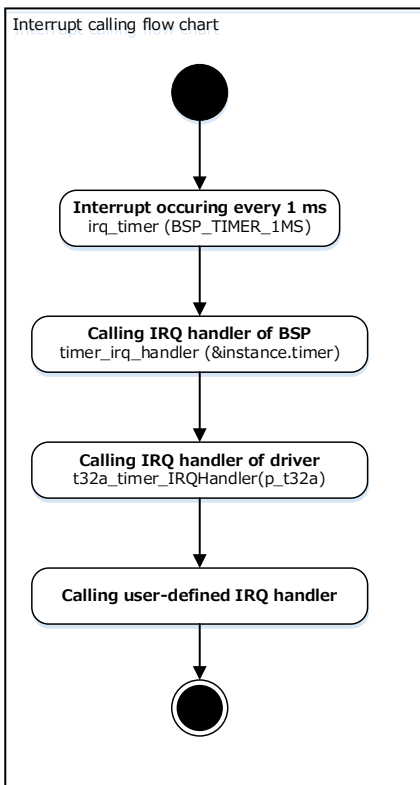 Interrupt calling flow chart
Interrupt occuring every 1 ms
irq_timer (BSP_TIMER_1MS)
Calling IRQ handler of BSP
timer_irq_handler (&instance.timer)
Calling IRQ handler of driver
t32a_timer_IRQHandler(p_t32a)
Calling user-defined IRQ handler